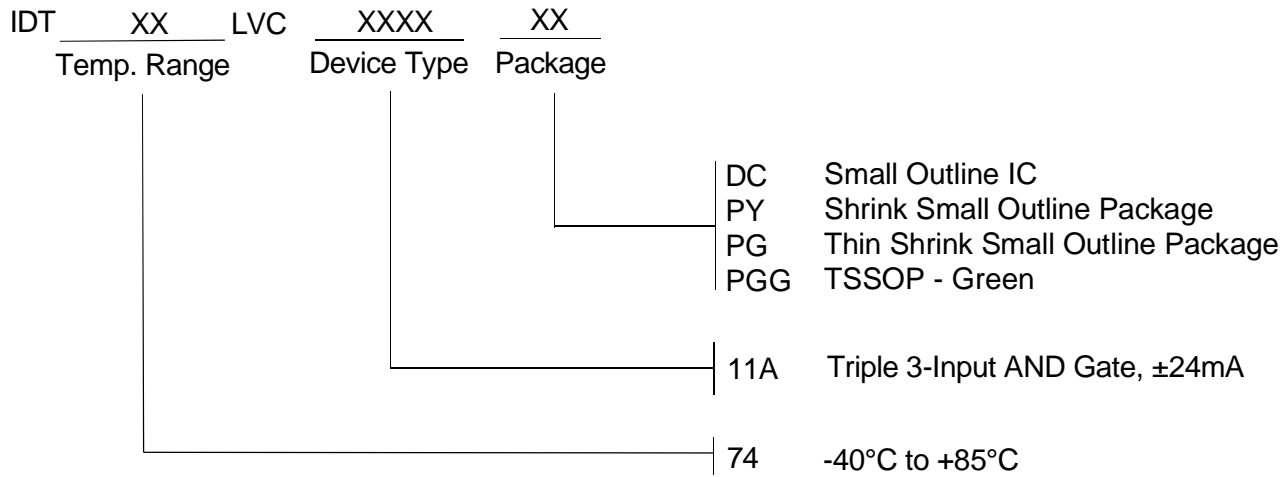 IDT XX LVC XXXX XX
Temp. Range Device Type Package
DC Small Outline IC
PY Shrink Small Outline Package
PG Thin Shrink Small Outline Package
PGG TSSOP - Green
11A Triple 3-Input AND Gate, ±24mA
74 -40°C to +85°C